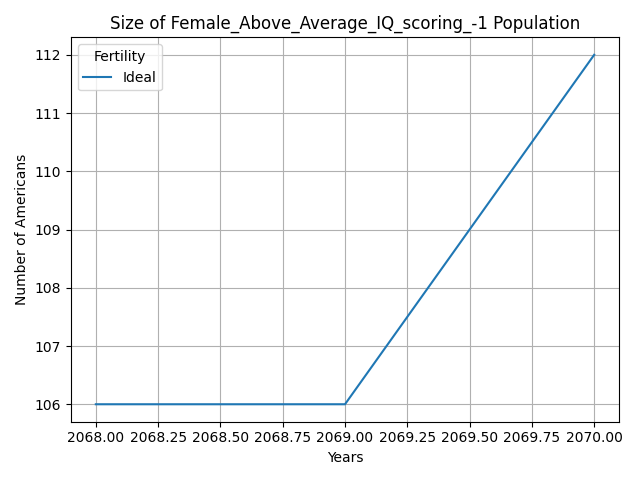 Size of Female_Above_Average_IQ_scoring_-1 Population
Fertility
Ideal
112
111
110
109
108
107
106
Number of Americans
2068.00 2068.25 2068.50 2068.75 2069.00 2069.25 2069.50 2069.75 2070.00
Years